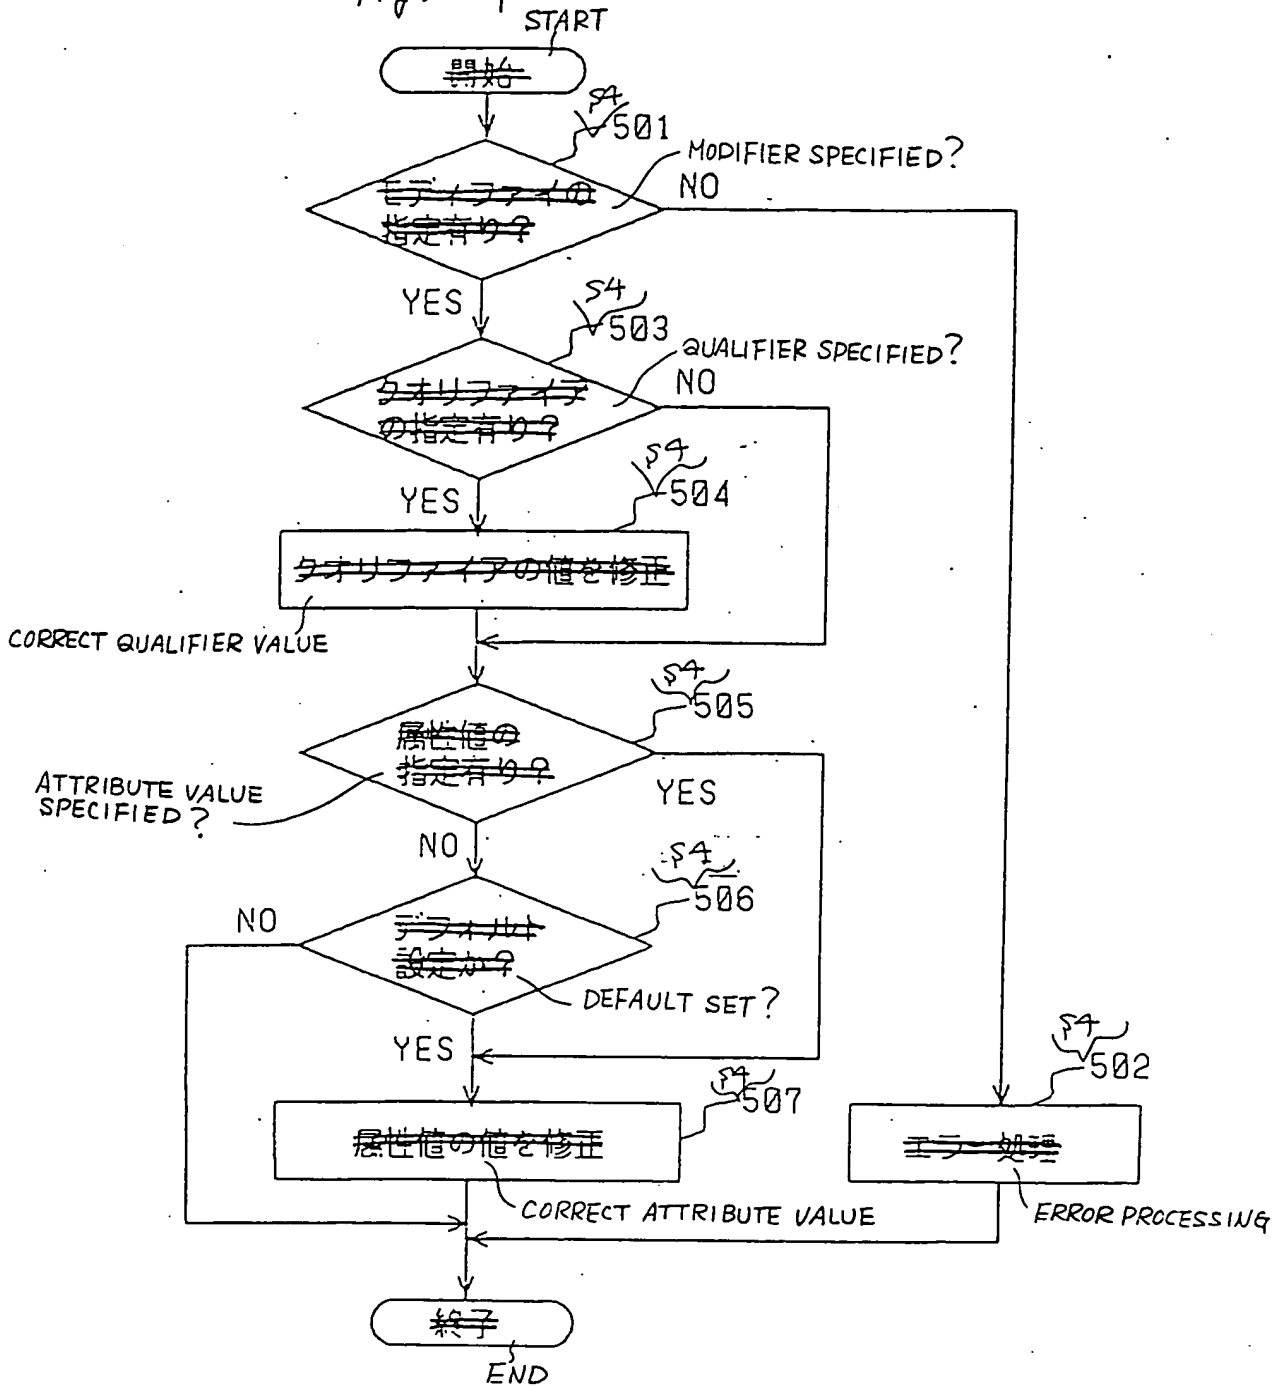 START
開始
S4
501
MODIFIER SPECIFIED?
モディファイの
指定有り?
NO
YES
S4
503
QUALIFIER SPECIFIED?
クオリファイア
の指定有り?
NO
YES
S4
504
クオリファイアの値を修正
CORRECT QUALIFIER VALUE
S4
505
属性値の
指定有り?
ATTRIBUTE VALUE
SPECIFIED?
YES
NO
S4
506
NO
デフォルト
設定か?
DEFAULT SET?
YES
S4
507
属性値の値を修正
CORRECT ATTRIBUTE VALUE
S4
502
エラー処理
ERROR PROCESSING
終了
END